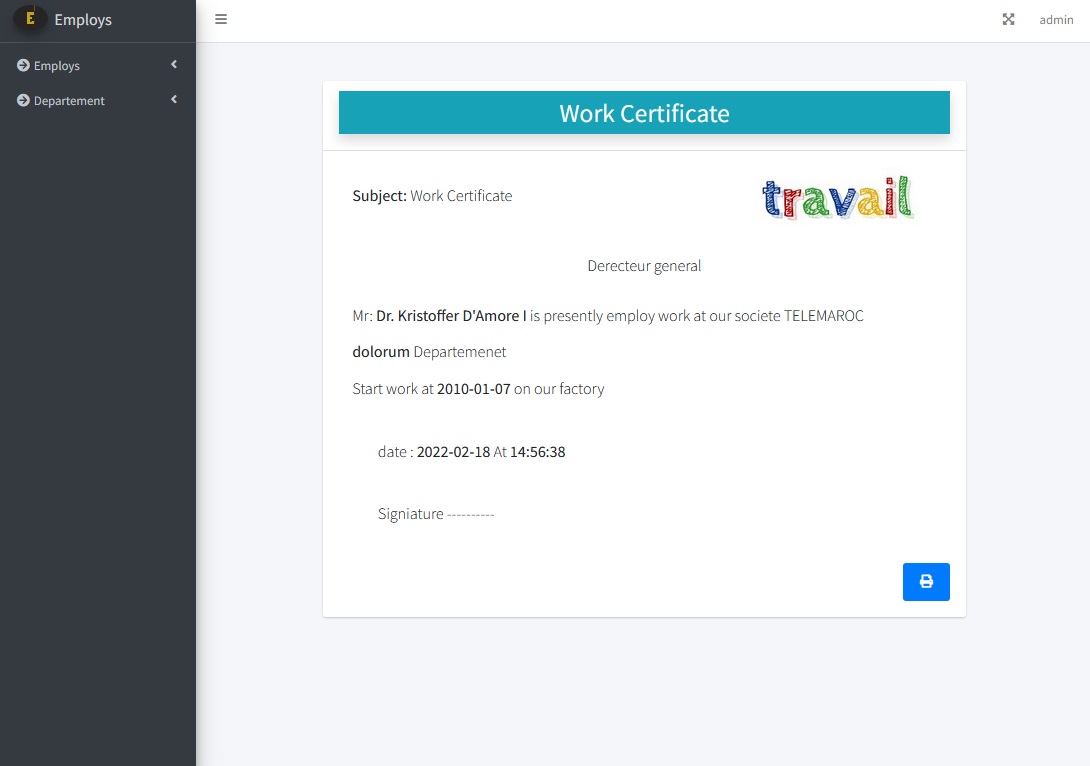 E Employs
admin
Employs
Departement
Work Certificate
Subject: Work Certificate
travail
Derecteur general
Mr: Dr. Kristoffer D'Amore I is presently employ work at our societe TELEMAROC
dolorum Departemenet
Start work at 2010-01-07 on our factory
date : 2022-02-18 At 14:56:38
Signiature ----------